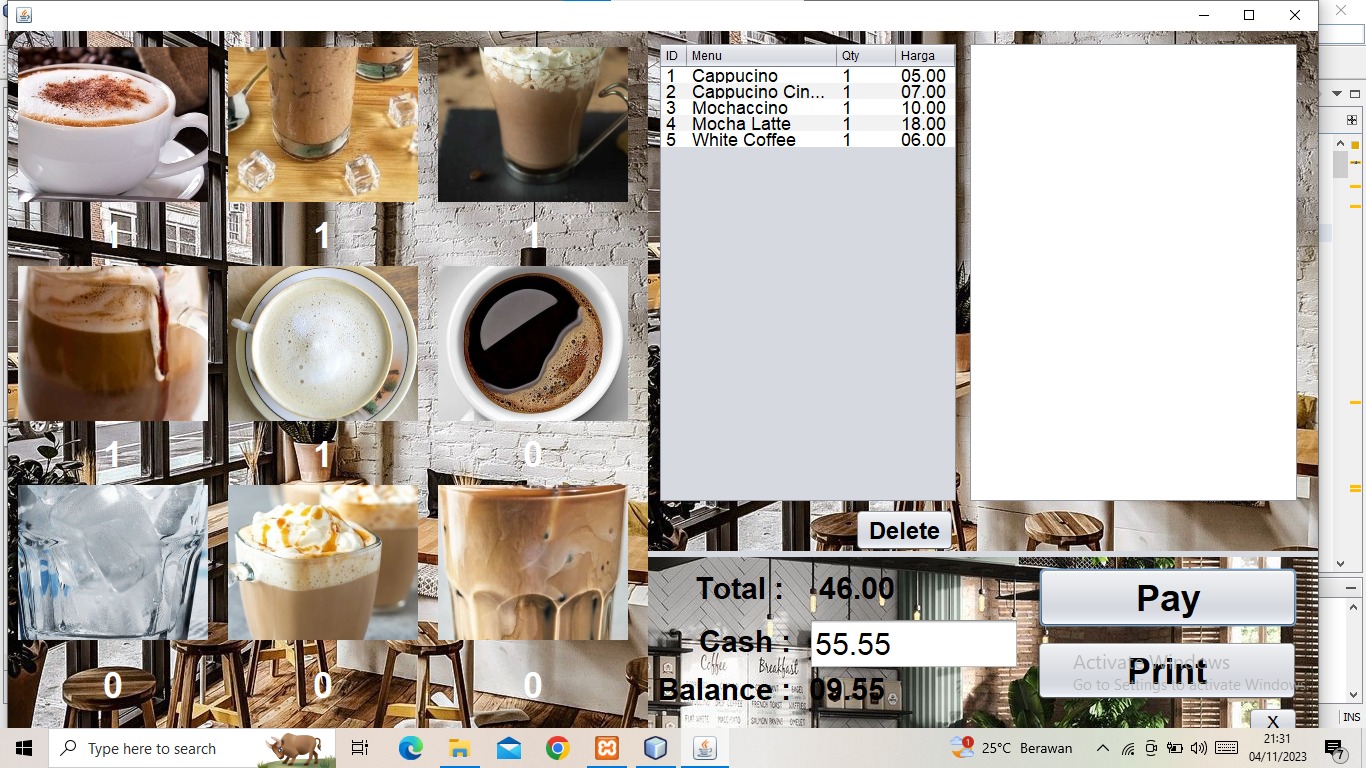 ID Menu Qty Harga
1 Cappucino 1 05.00
2 Cappucino Cin... 1 07.00
3 Mochaccino 1 10.00
4 Mocha Latte 1 18.00
5 White Coffee 1 06.00
1 1 1
1 1 0
0 0 0
Delete
Total : 46.00
Cash : 55.55
Balance : 09.55
Pay
Print
X
Coffee Breakfast
Activate Windows
Go to Settings to activate Windows.
INS
Type here to search
1
25°C Berawan
21:31
04/11/2023
7